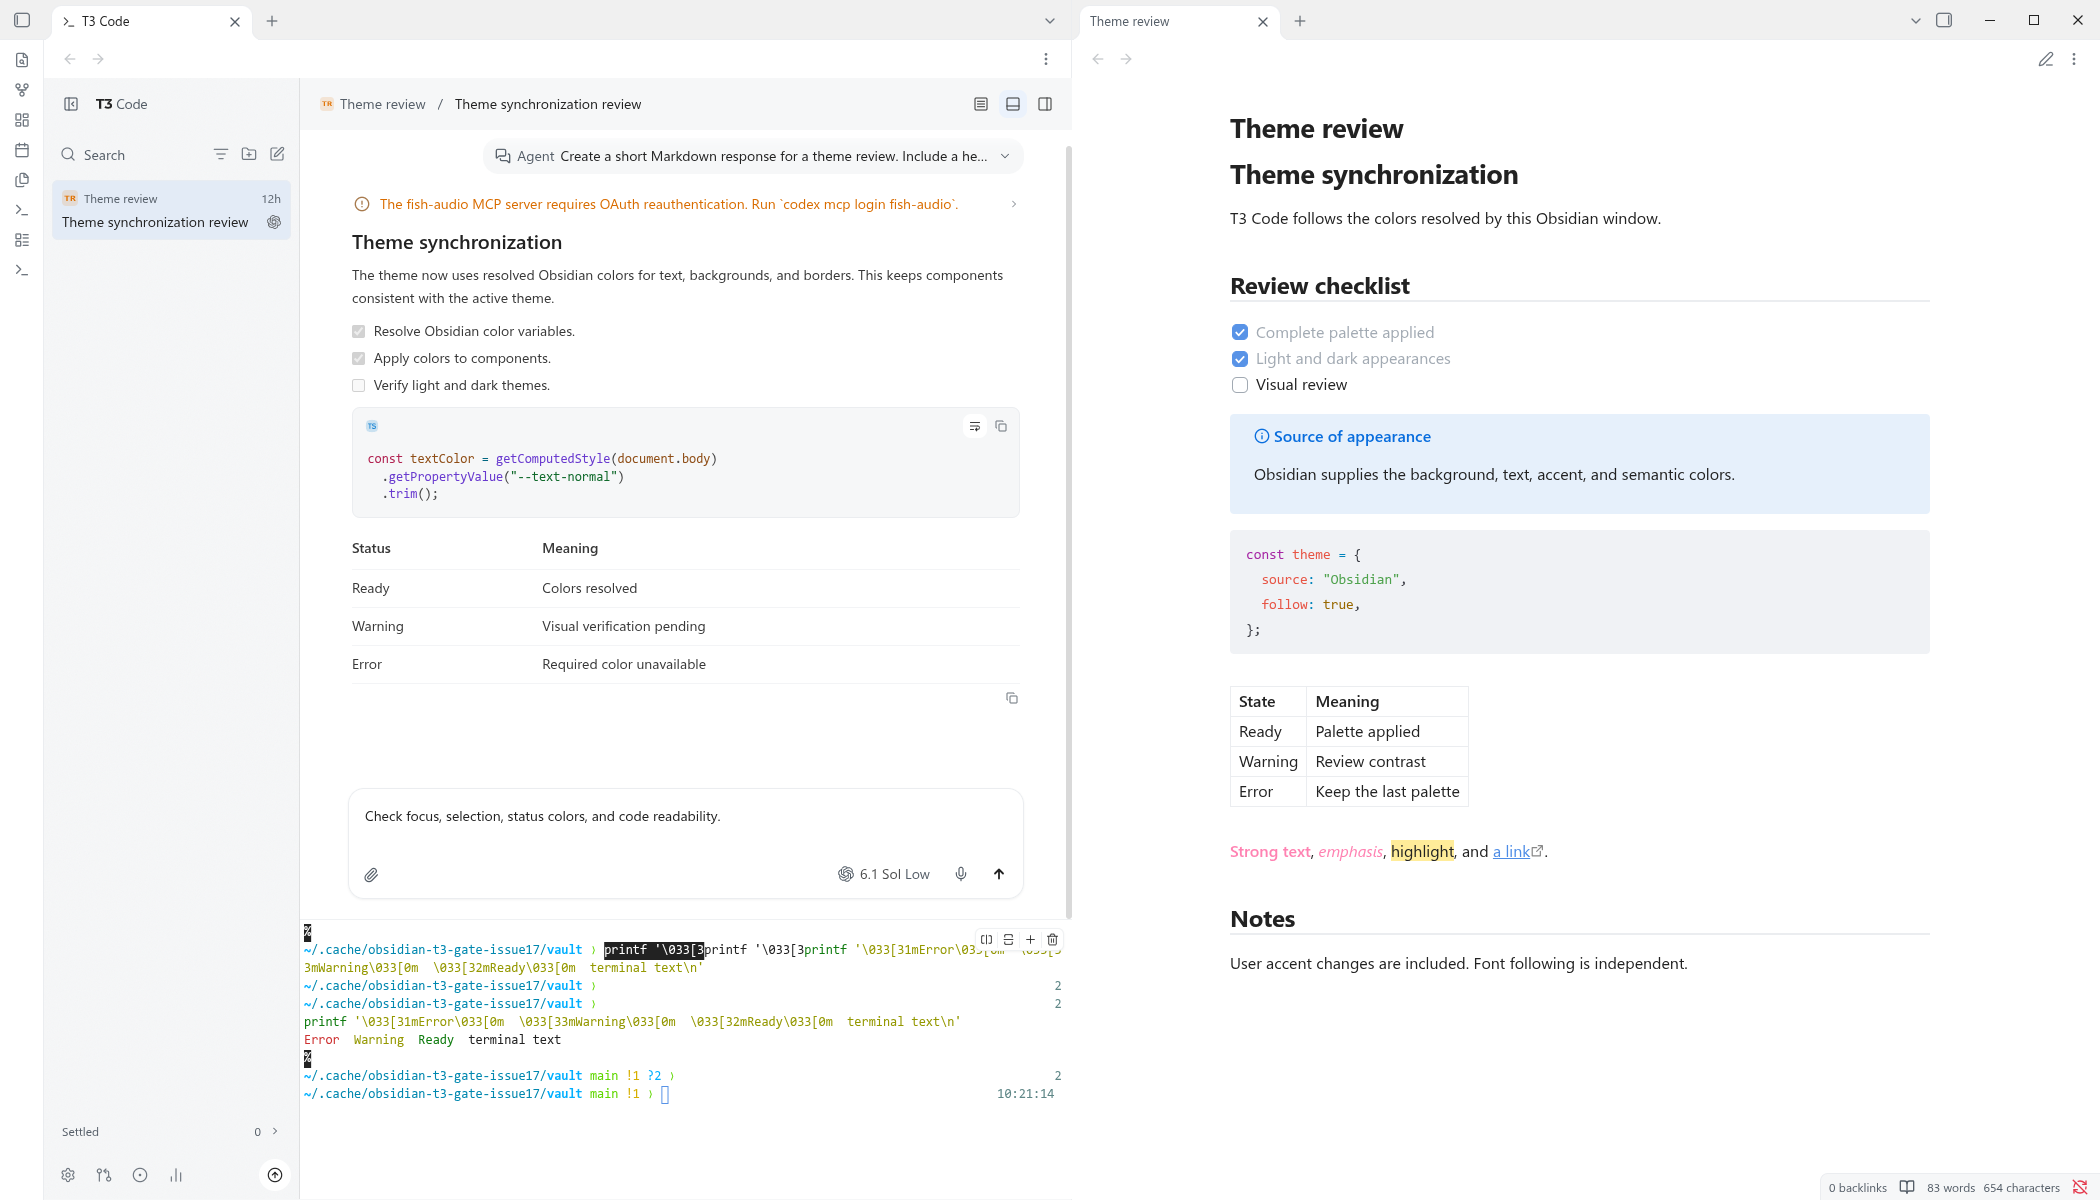 T3 Code
Theme review
T3 Code
Theme review / Theme synchronization review
Search
Theme review 12h
Theme synchronization review
Settled 0
Agent Create a short Markdown response for a theme review. Include a he...
The fish-audio MCP server requires OAuth reauthentication. Run `codex mcp login fish-audio`.
Theme synchronization
The theme now uses resolved Obsidian colors for text, backgrounds, and borders. This keeps components
consistent with the active theme.
Resolve Obsidian color variables.
Apply colors to components.
Verify light and dark themes.
TS
const textColor = getComputedStyle(document.body)
.getPropertyValue("--text-normal")
.trim();
Status Meaning
Ready Colors resolved
Warning Visual verification pending
Error Required color unavailable
Check focus, selection, status colors, and code readability.
6.1 Sol Low
%
~/.cache/obsidian-t3-gate-issue17/vault ⟩ printf '\033[3printf '\033[3printf '\033[31mError\033[0m \033[3
3mWarning\033[0m \033[32mReady\033[0m terminal text\n'
~/.cache/obsidian-t3-gate-issue17/vault ⟩ 2
~/.cache/obsidian-t3-gate-issue17/vault ⟩ 2
printf '\033[31mError\033[0m \033[33mWarning\033[0m \033[32mReady\033[0m terminal text\n'
Error Warning Ready terminal text
%
~/.cache/obsidian-t3-gate-issue17/vault main !1 ?2 ⟩ 2
~/.cache/obsidian-t3-gate-issue17/vault main !1 ⟩ 10:21:14
Theme review
Theme synchronization
T3 Code follows the colors resolved by this Obsidian window.
Review checklist
Complete palette applied
Light and dark appearances
Visual review
Source of appearance
Obsidian supplies the background, text, accent, and semantic colors.
const theme = {
source: "Obsidian",
follow: true,
};
State Meaning
Ready Palette applied
Warning Review contrast
Error Keep the last palette
Strong text, emphasis, highlight, and a link.
Notes
User accent changes are included. Font following is independent.
0 backlinks 83 words 654 characters